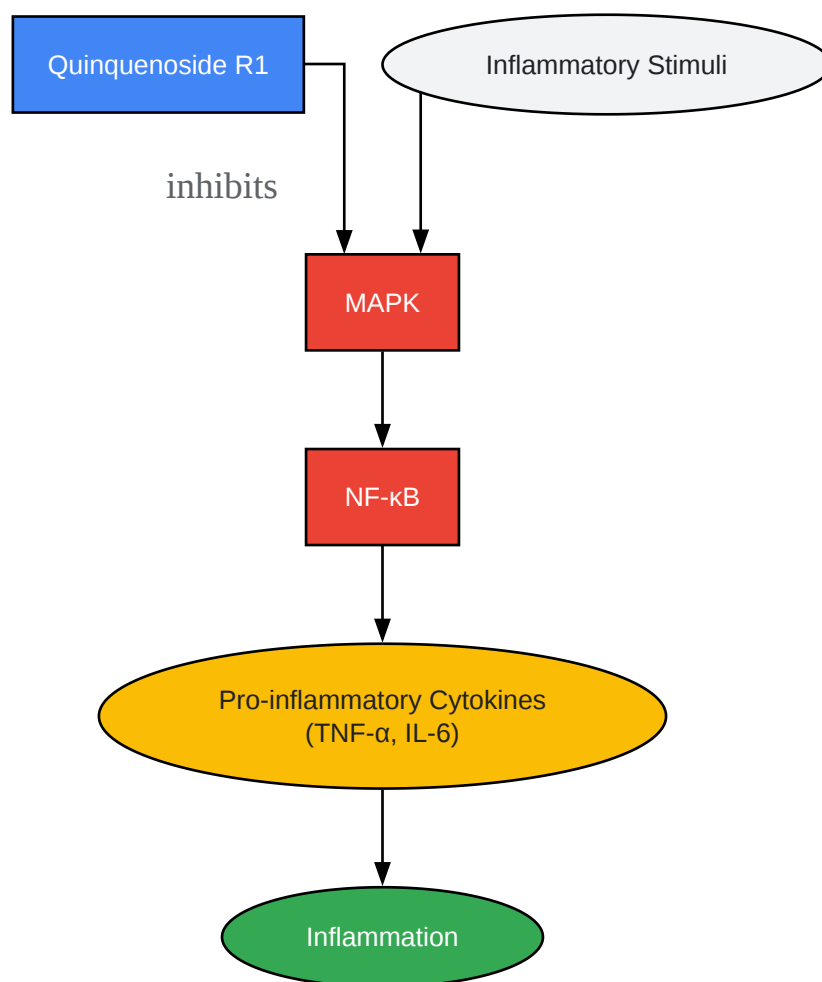 Quinquenoside R1
Inflammatory Stimuli
inhibits
MAPK
NF-κB
Pro-inflammatory Cytokines
(TNF-α, IL-6)
Inflammation